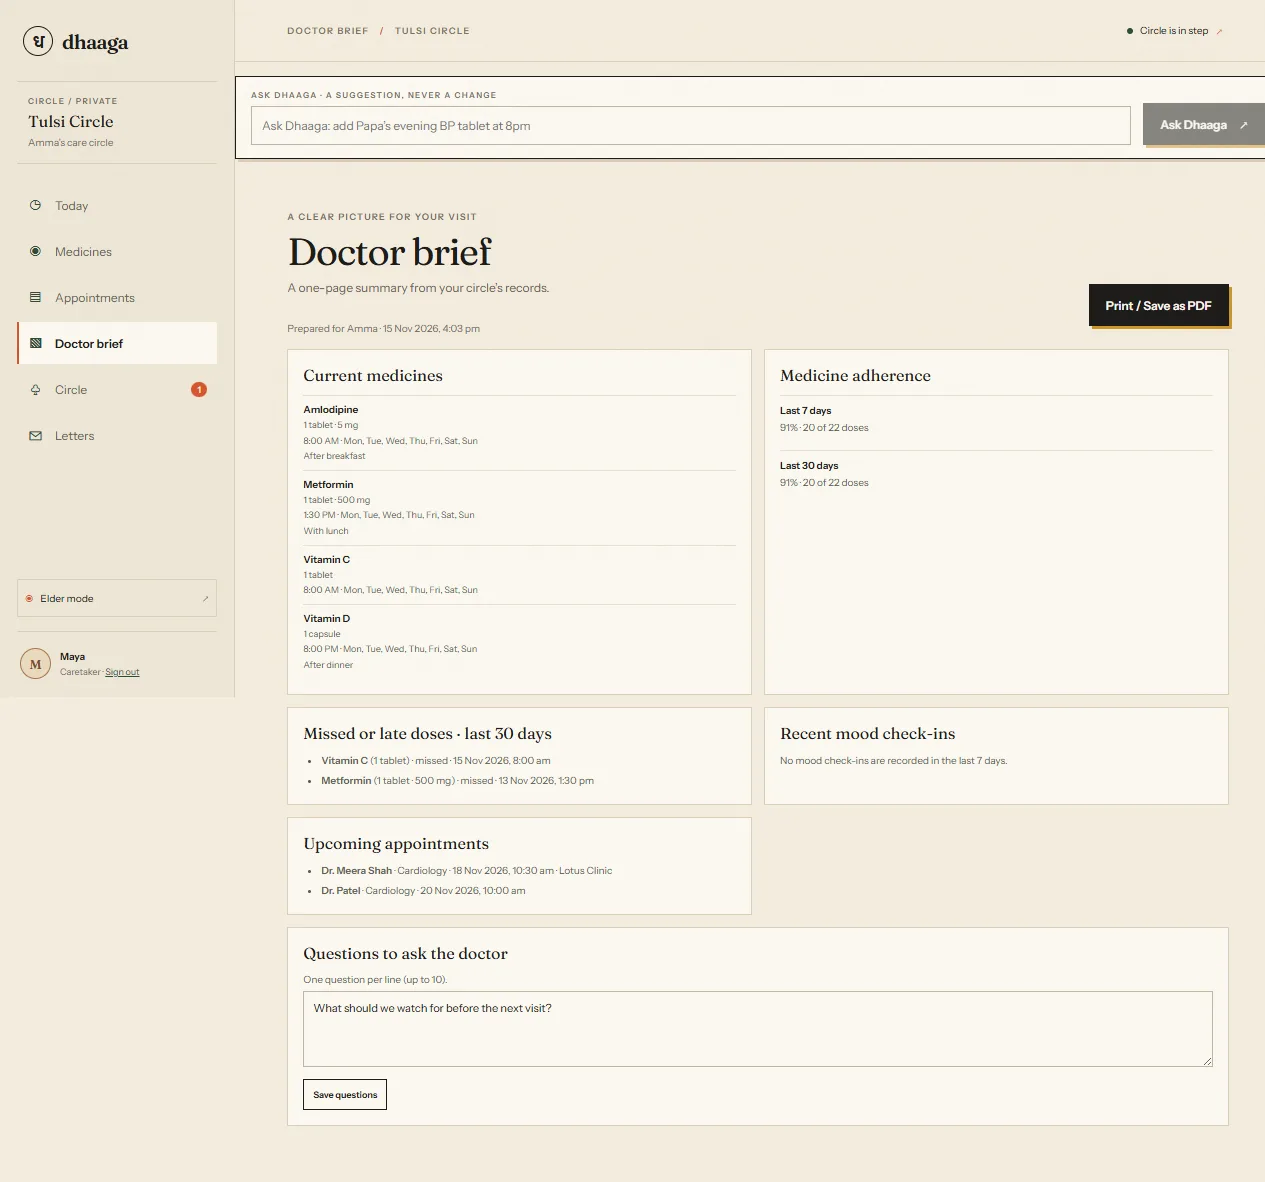 ध dhaaga
CIRCLE / PRIVATE
Tulsi Circle
Amma's care circle
Today
Medicines
Appointments
Doctor brief
Circle 1
Letters
Elder mode ↗
M
Maya
Caretaker · Sign out
DOCTOR BRIEF / TULSI CIRCLE
Circle is in step ↗
ASK DHAAGA · A SUGGESTION, NEVER A CHANGE
Ask Dhaaga: add Papa's evening BP tablet at 8pm
Ask Dhaaga ↗
A CLEAR PICTURE FOR YOUR VISIT
Doctor brief
A one-page summary from your circle's records.
Print / Save as PDF
Prepared for Amma · 15 Nov 2026, 4:03 pm
Current medicines
Amlodipine
1 tablet · 5 mg
8:00 AM · Mon, Tue, Wed, Thu, Fri, Sat, Sun
After breakfast
Metformin
1 tablet · 500 mg
1:30 PM · Mon, Tue, Wed, Thu, Fri, Sat, Sun
With lunch
Vitamin C
1 tablet
8:00 AM · Mon, Tue, Wed, Thu, Fri, Sat, Sun
Vitamin D
1 capsule
8:00 PM · Mon, Tue, Wed, Thu, Fri, Sat, Sun
After dinner
Medicine adherence
Last 7 days
91% · 20 of 22 doses
Last 30 days
91% · 20 of 22 doses
Missed or late doses · last 30 days
• Vitamin C (1 tablet) · missed · 15 Nov 2026, 8:00 am
• Metformin (1 tablet · 500 mg) · missed · 13 Nov 2026, 1:30 pm
Recent mood check-ins
No mood check-ins are recorded in the last 7 days.
Upcoming appointments
• Dr. Meera Shah · Cardiology · 18 Nov 2026, 10:30 am · Lotus Clinic
• Dr. Patel · Cardiology · 20 Nov 2026, 10:00 am
Questions to ask the doctor
One question per line (up to 10).
What should we watch for before the next visit?
Save questions